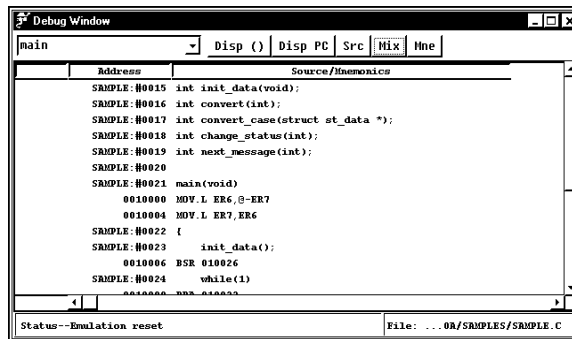 Debug Window
main Disp () Disp PC Src Mix Mne
Address Source/Mnemonics
SAMPLE:#0015 int init_data(void);
SAMPLE:#0016 int convert(int);
SAMPLE:#0017 int convert_case(struct st_data *);
SAMPLE:#0018 int change_status(int);
SAMPLE:#0019 int next_message(int);
SAMPLE:#0020
SAMPLE:#0021 main(void)
0010000 MOV.L ER6,@-ER7
0010004 MOV.L ER7,ER6
SAMPLE:#0022 {
SAMPLE:#0023 init_data();
0010006 BSR 010026
SAMPLE:#0024 while(1)
Status--Emulation reset File: ...0A/SAMPLES/SAMPLE.C